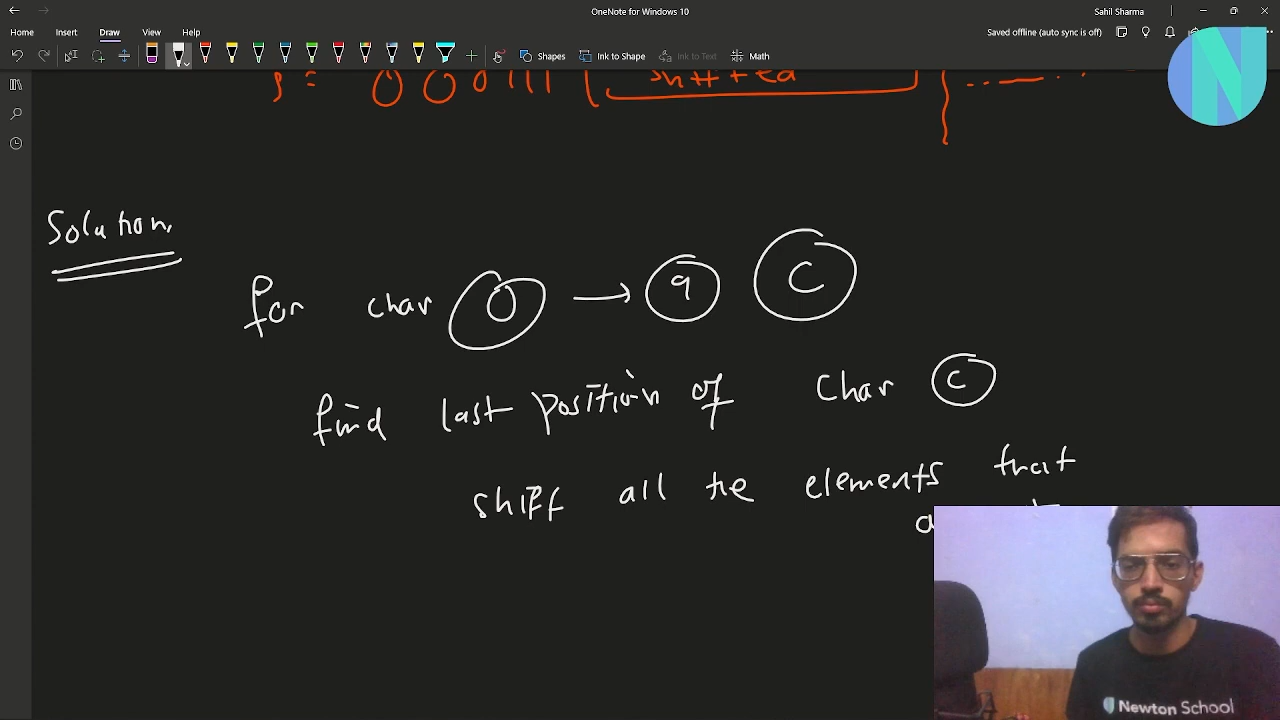 OneNote for Windows 10
Sahil Sharma
Home Insert Draw View Help
Saved offline (auto sync is off)
Shapes Ink to Shape Ink to Text Math
S = 000111 shifted
Solution.
for char 0 → 9 C
find last position of char C
shift all the elements that
Newton School